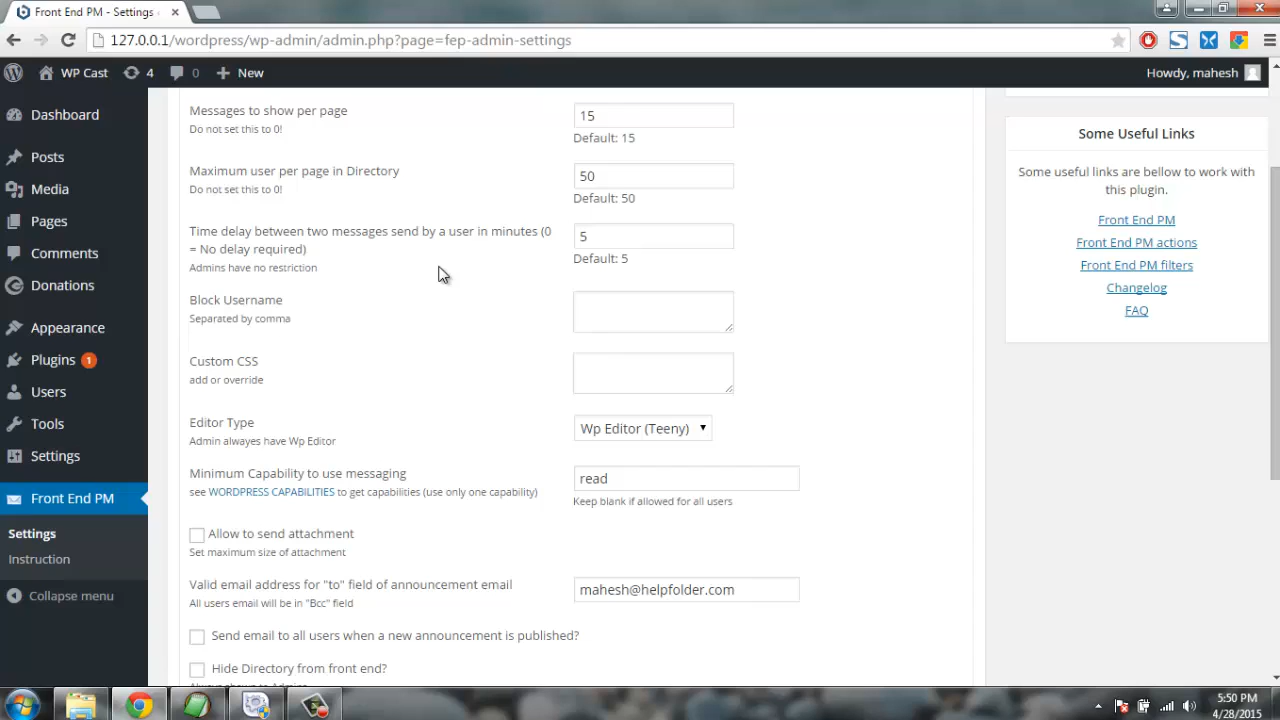 Front End PM - Settings
127.0.0.1/wordpress/wp-admin/admin.php?page=fep-admin-settings
WP Cast
4
0
New
Howdy, mahesh
Dashboard
Posts
Media
Pages
Comments
Donations
Appearance
Plugins 1
Users
Tools
Settings
Front End PM
Settings
Instruction
Collapse menu
Messages to show per page
Do not set this to 0!
15
Default: 15
Maximum user per page in Directory
Do not set this to 0!
50
Default: 50
Time delay between two messages send by a user in minutes (0
= No delay required)
Admins have no restriction
5
Default: 5
Block Username
Separated by comma
Custom CSS
add or override
Editor Type
Admin alwayes have Wp Editor
Wp Editor (Teeny)
Minimum Capability to use messaging
see WORDPRESS CAPABILITIES to get capabilities (use only one capability)
read
Keep blank if allowed for all users
Allow to send attachment
Set maximum size of attachment
Valid email address for "to" field of announcement email
All users email will be in "Bcc" field
mahesh@helpfolder.com
Send email to all users when a new announcement is published?
Hide Directory from front end?
Always shown to Admins
Some Useful Links
Some useful links are bellow to work with
this plugin.
Front End PM
Front End PM actions
Front End PM filters
Changelog
FAQ
5:50 PM
4/28/2015